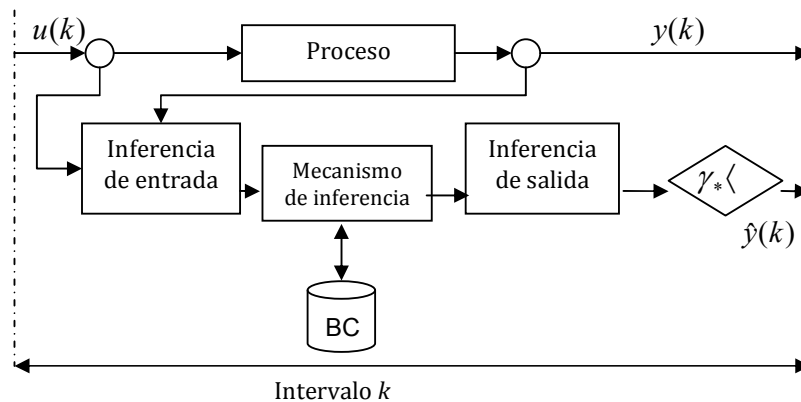 u(k)
Proceso
y(k)
Inferencia
de entrada
Mecanismo
de inferencia
Inferencia
de salida
γ*⟨
ŷ(k)
BC
Intervalo k